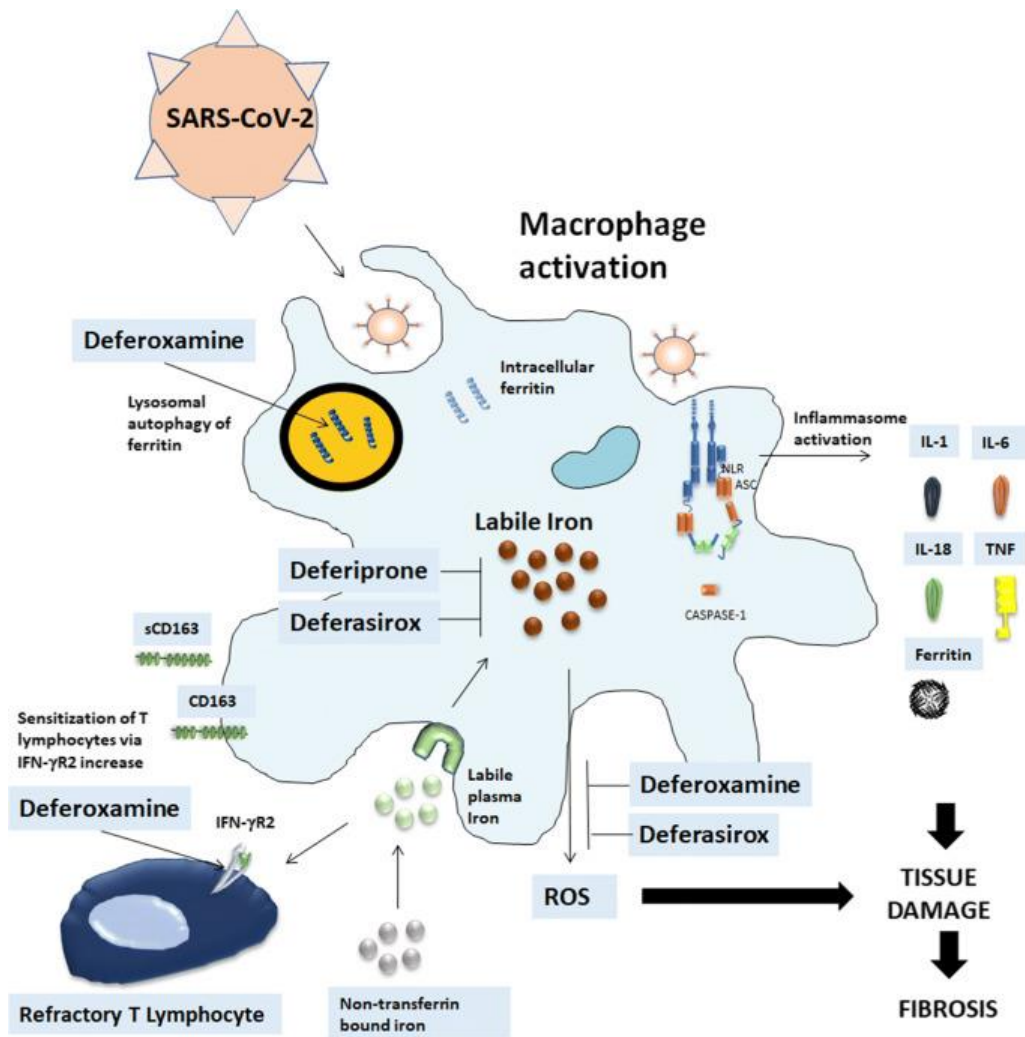 SARS-CoV-2
Macrophage
activation
Deferoxamine
Lysosomal
autophagy of
ferritin
Intracellular
ferritin
Inflammasome
activation
NLR
ASC
CASPASE-1
IL-1
IL-6
IL-18
TNF
Ferritin
Labile Iron
Deferiprone
Deferasirox
sCD163
CD163
Sensitization of T
lymphocytes via
IFN-γR2 increase
Deferoxamine
IFN-γR2
Labile
plasma
Iron
Deferoxamine
Deferasirox
ROS
TISSUE
DAMAGE
FIBROSIS
Refractory T Lymphocyte
Non-transferrin
bound iron